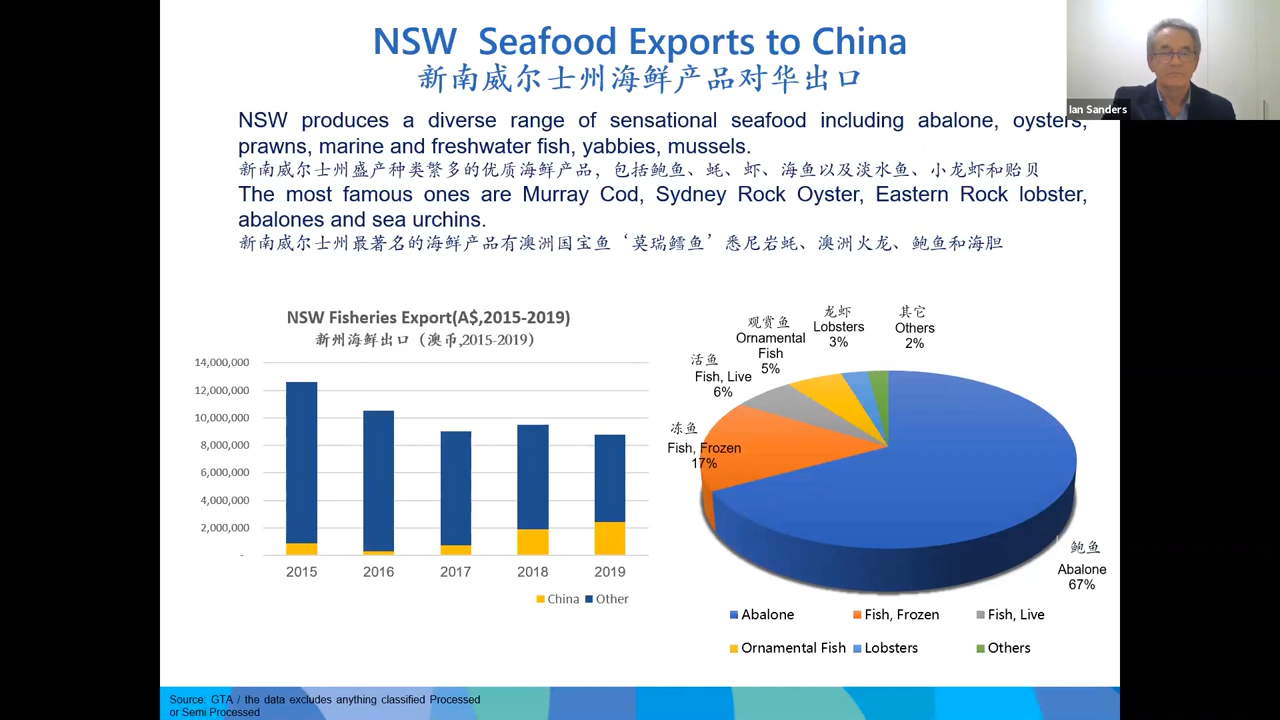 NSW Seafood Exports to China
新南威尔士州海鲜产品对华出口
Ian Sanders
NSW produces a diverse range of sensational seafood including abalone, oysters,
prawns, marine and freshwater fish, yabbies, mussels.
新南威尔士州盛产种类繁多的优质海鲜产品，包括鲍鱼、蚝、虾、海鱼以及淡水鱼、小龙虾和贻贝
The most famous ones are Murray Cod, Sydney Rock Oyster, Eastern Rock lobster,
abalones and sea urchins.
新南威尔士州最著名的海鲜产品有澳洲国宝鱼‘莫瑞鳕鱼’悉尼岩蚝、澳洲火龙、鲍鱼和海胆
NSW Fisheries Export(A$,2015-2019)
新州海鲜出口（澳币,2015-2019）
14,000,000
12,000,000
10,000,000
8,000,000
6,000,000
4,000,000
2,000,000
-
2015 2016 2017 2018 2019
China Other
龙虾
Lobsters
3%
其它
Others
2%
观赏鱼
Ornamental
Fish
5%
活鱼
Fish, Live
6%
冻鱼
Fish, Frozen
17%
鲍鱼
Abalone
67%
Abalone Fish, Frozen Fish, Live
Ornamental Fish Lobsters Others
Source: GTA / the data excludes anything classified Processed
or Semi Processed